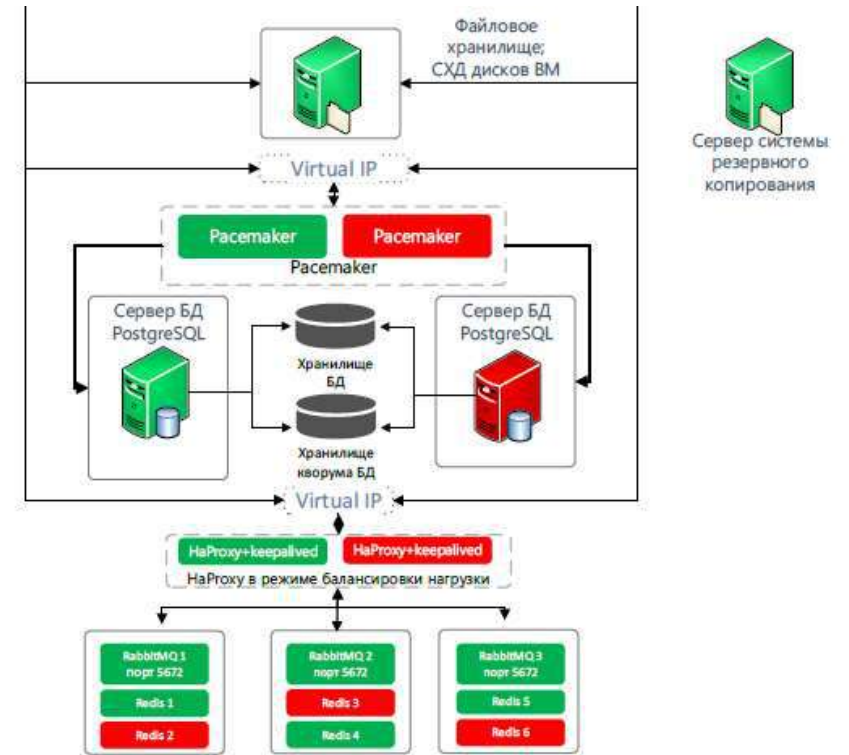 Файловое
хранилище;
СХД дисков ВМ
Сервер системы
резервного
копирования
Virtual IP
Pacemaker
Pacemaker
Pacemaker
Сервер БД
PostgreSQL
Сервер БД
PostgreSQL
Хранилище
БД
Хранилище
кворума БД
Virtual IP
HaProxy+keepalived
HaProxy+keepalived
HaProxy в режиме балансировки нагрузки
RabbitMQ 1
порт 5672
Redis 1
Redis 2
RabbitMQ 2
порт 5672
Redis 3
Redis 4
RabbitMQ 3
порт 5672
Redis 5
Redis 6